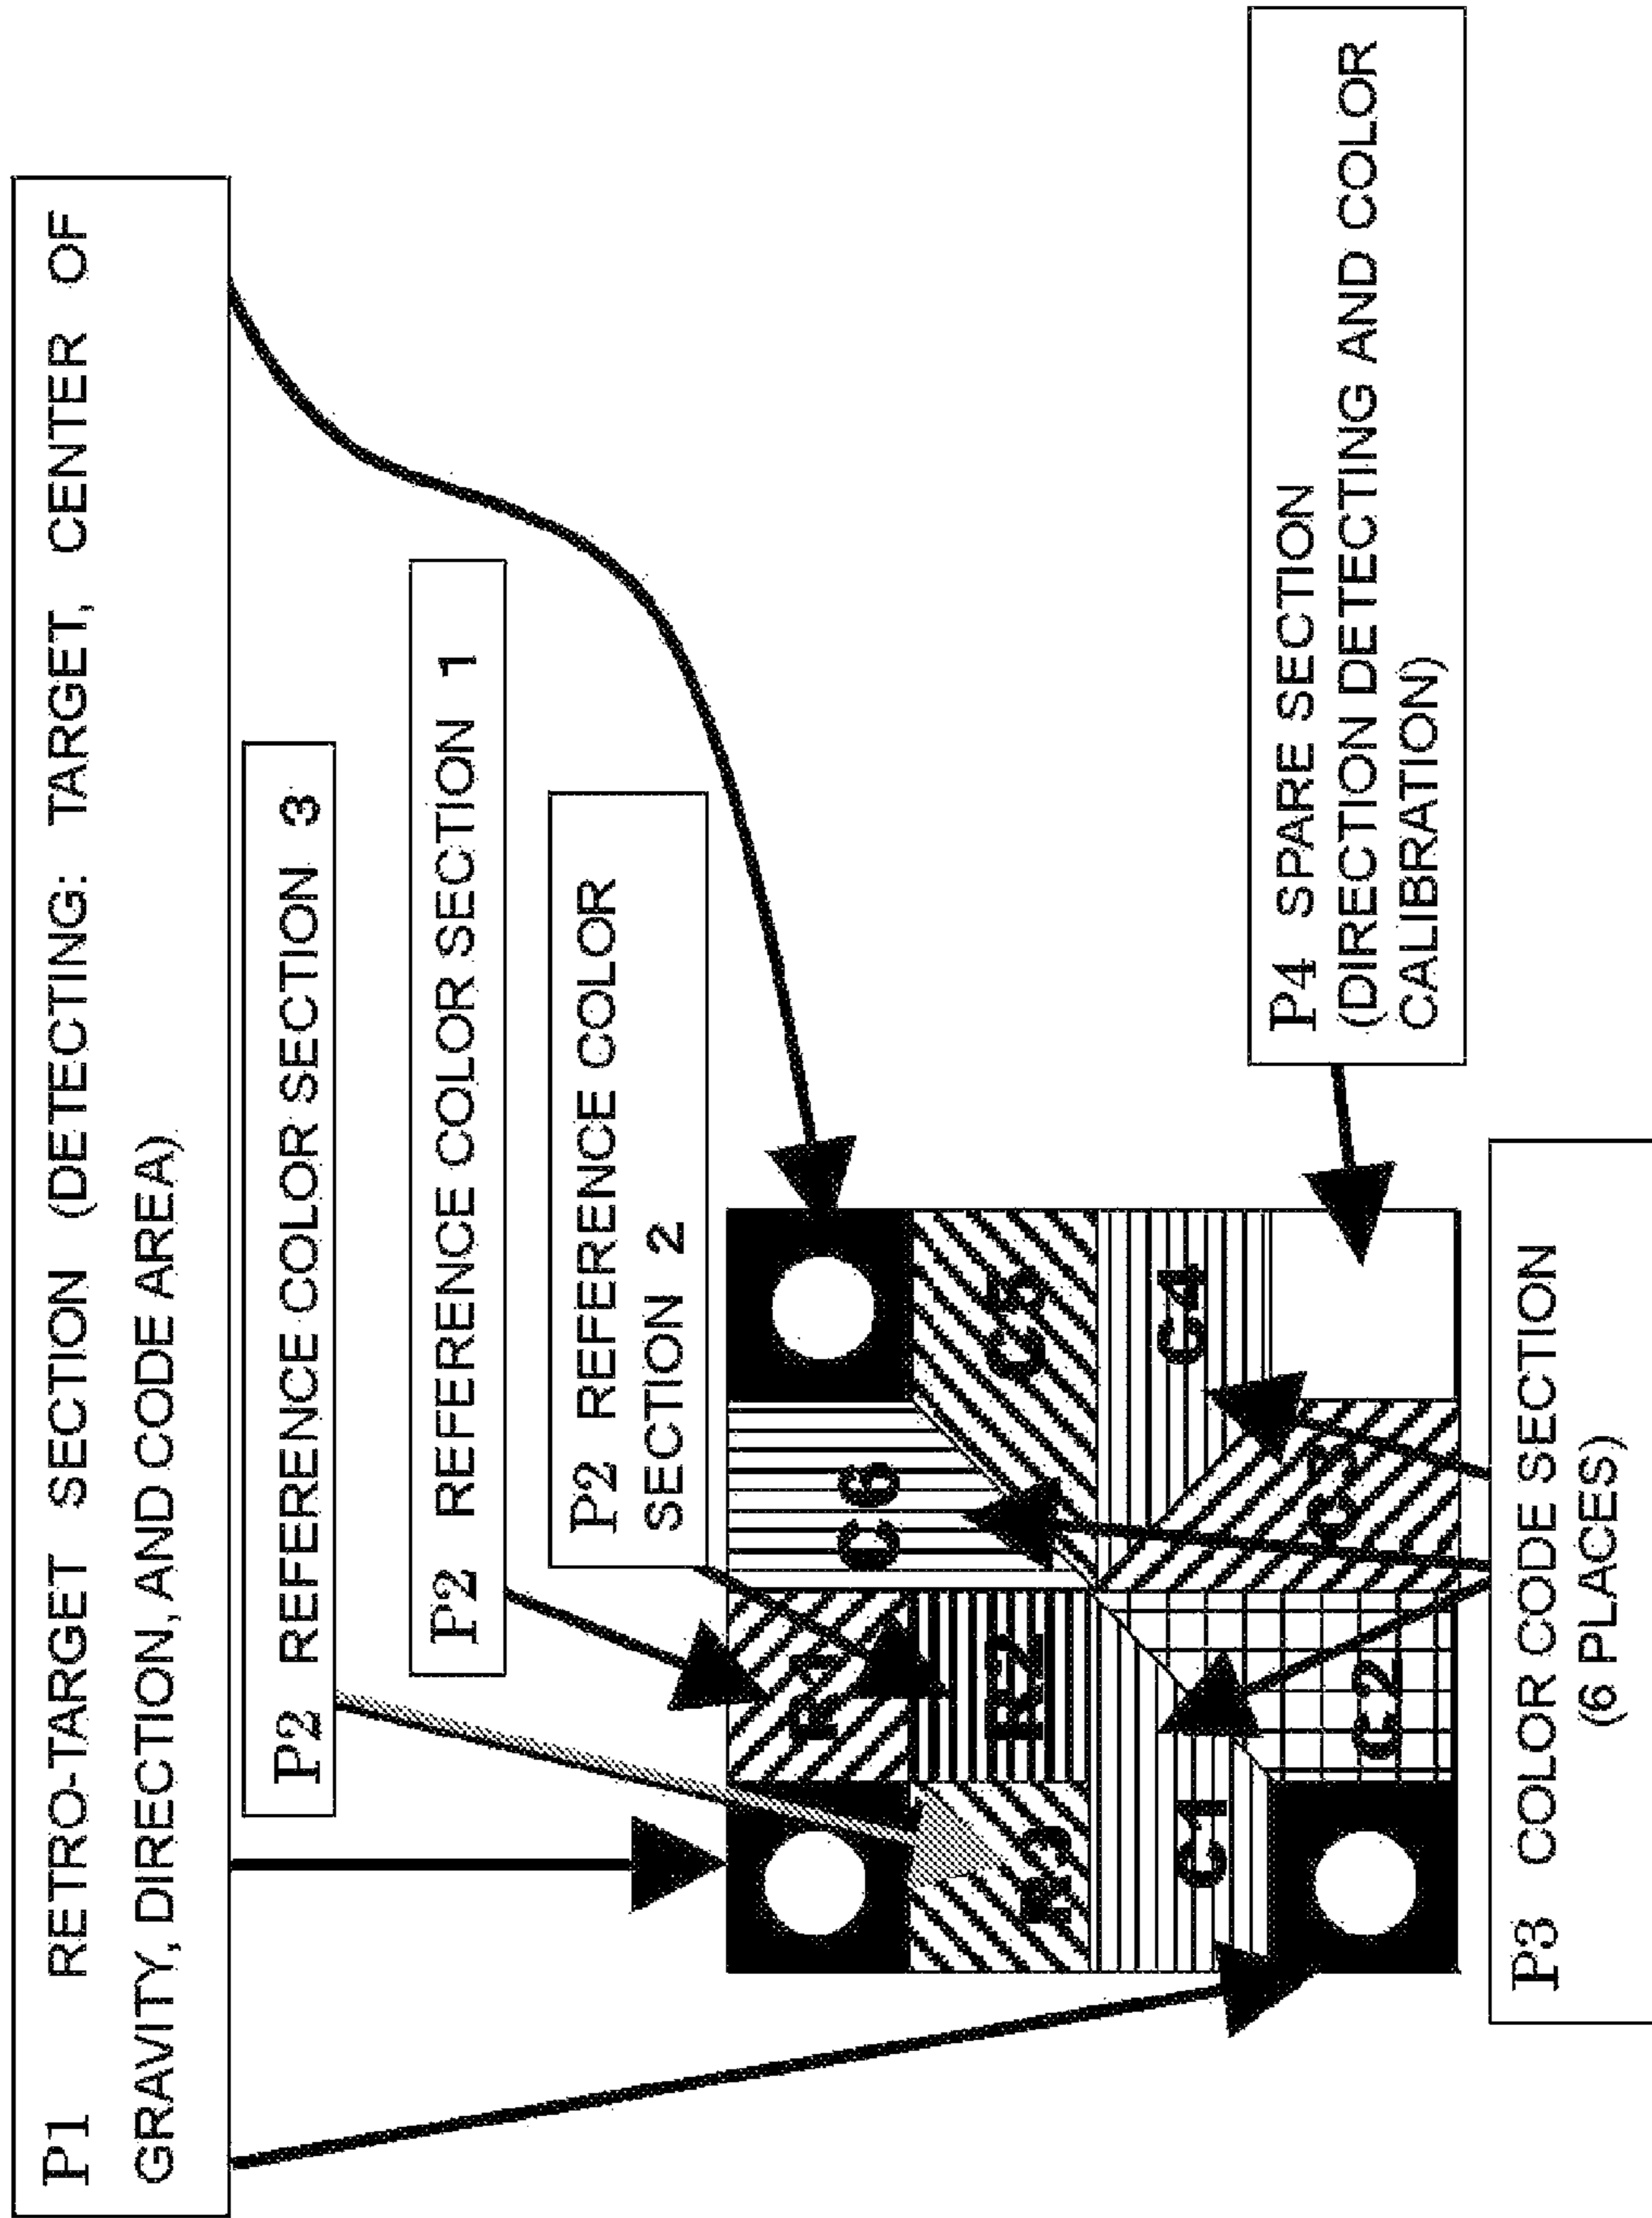 P1 RETRO-TARGET SECTION (DETECTING: TARGET, CENTER OF
GRAVITY, DIRECTION, AND CODE AREA)
P2 REFERENCE COLOR SECTION 3
P2 REFERENCE COLOR SECTION 1
P2 REFERENCE COLOR
SECTION 2
R1
C 6
R3
R2
C5
C1
C4
C2
C3
P4 SPARE SECTION
(DIRECTION DETECTING AND COLOR
CALIBRATION)
P3 COLOR CODE SECTION
(6 PLACES)